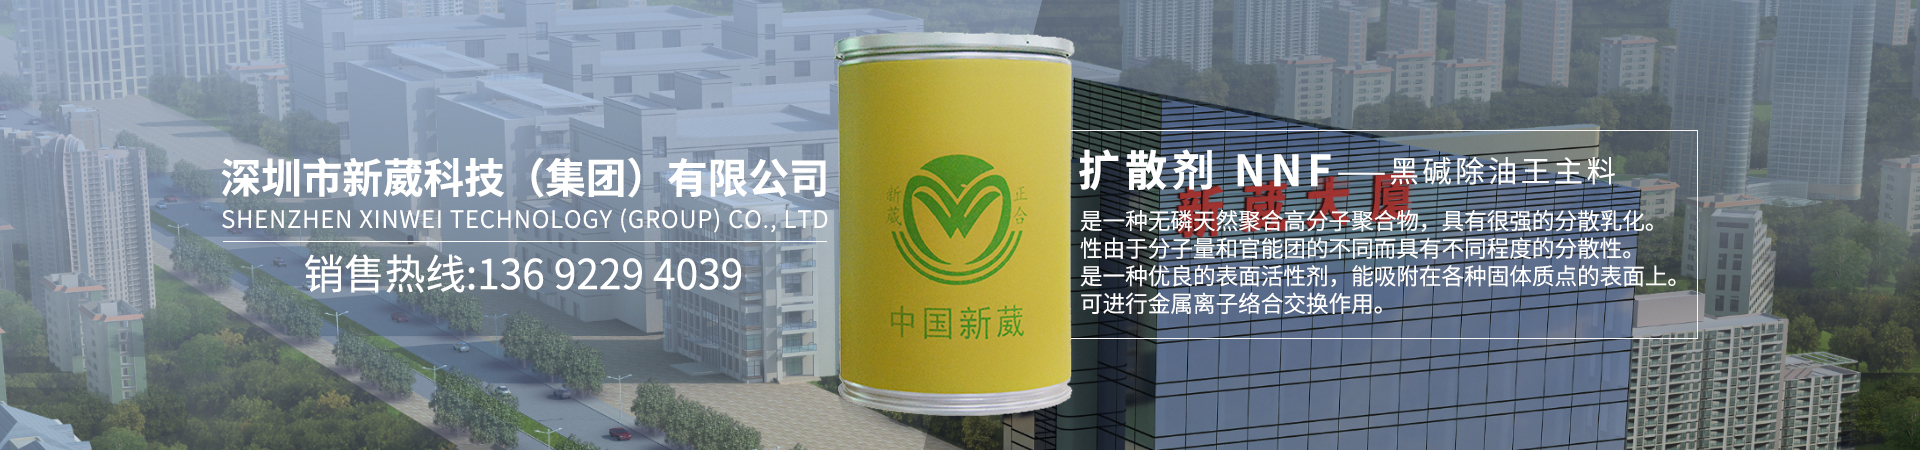 深圳市新葳科技（集团）有限公司
SHENZHEN XINWEI TECHNOLOGY (GROUP) CO., LTD
销售热线:136 9229 4039
新葳
正合
中国新葳
扩散剂 NNF——黑碱除油王主料
新葳大厦
是一种无磷天然聚合高分子聚合物，具有很强的分散乳化。
性由于分子量和官能团的不同而具有不同程度的分散性。
是一种优良的表面活性剂，能吸附在各种固体质点的表面上。
可进行金属离子络合交换作用。